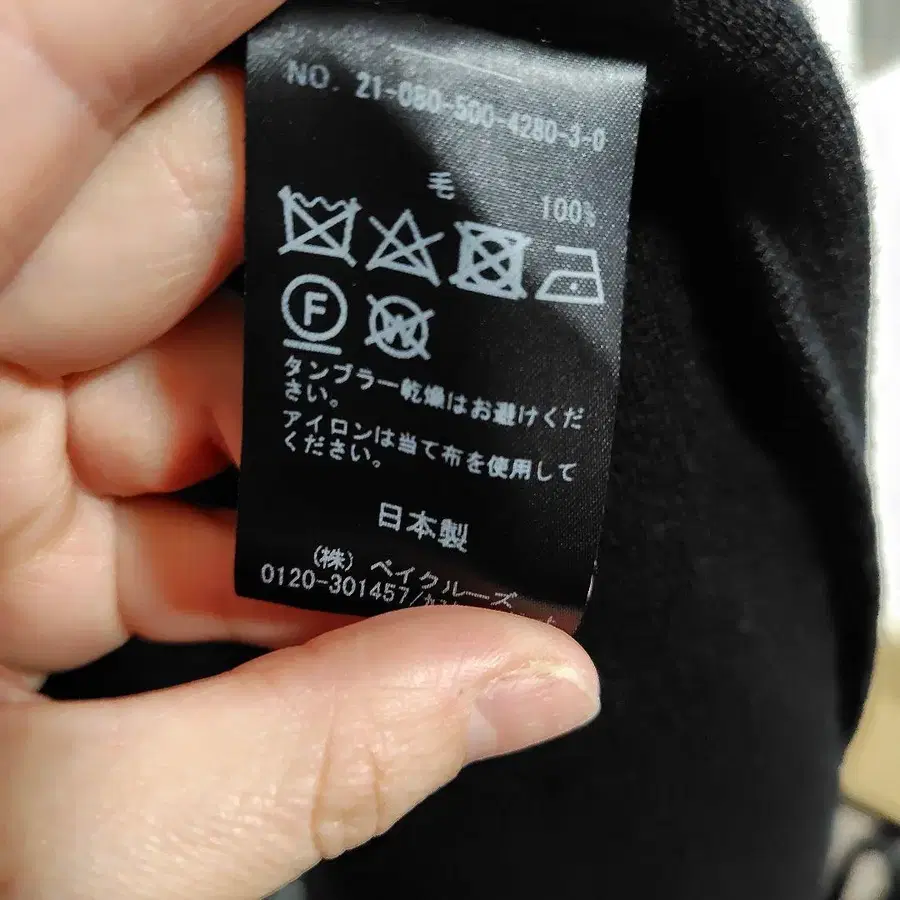 NO. 21-080-500-4280-3-0
毛 100%
F
W
タンブラー乾燥はお避けくだ
さい。
アイロンは当て布を使用して
ください。
日本製
(株) ベイクルーズ
0120-301457/ｶｽ